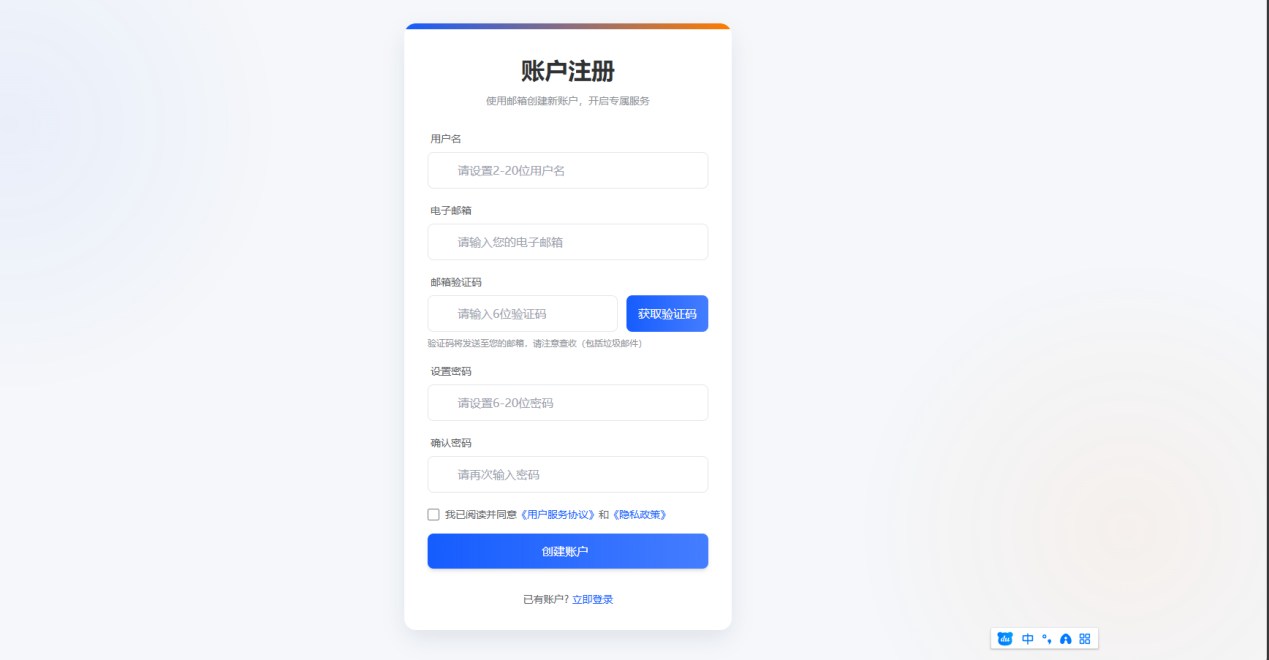 账户注册
使用邮箱创建新账户，开启专属服务
用户名
请设置2-20位用户名
电子邮箱
请输入您的电子邮箱
邮箱验证码
请输入6位验证码
获取验证码
验证码将发送至您的邮箱，请注意查收（包括垃圾邮件）
设置密码
请设置6-20位密码
确认密码
请再次输入密码
我已阅读并同意《用户服务协议》和《隐私政策》
创建账户
已有账户? 立即登录
du 中 °,